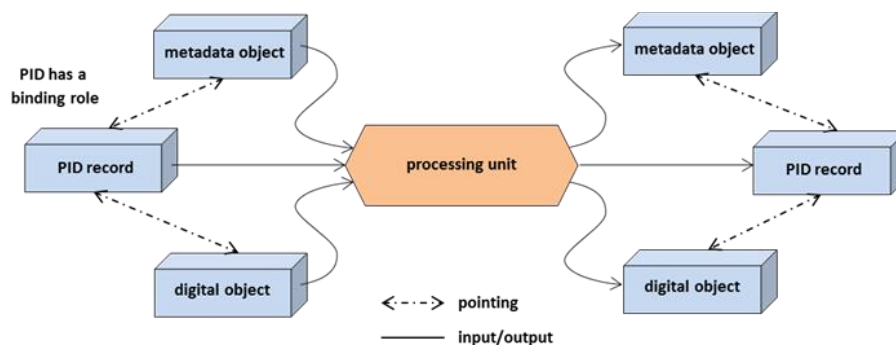 metadata object
metadata object
PID has a
binding role
PID record
processing unit
PID record
digital object
digital object
pointing
input/output